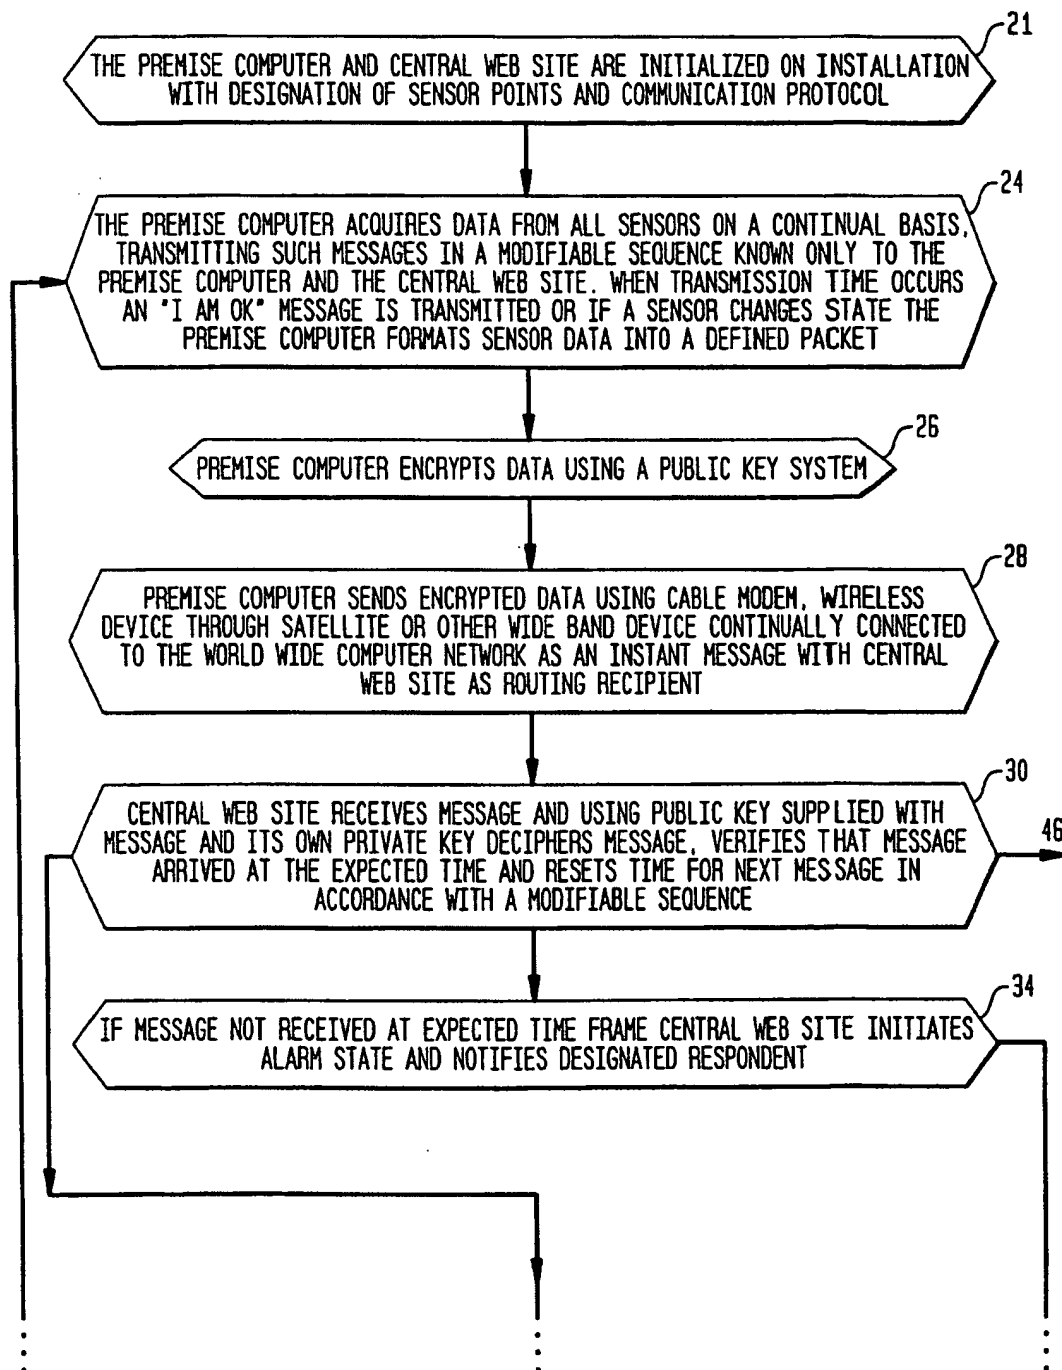 21
THE PREMISE COMPUTER AND CENTRAL WEB SITE ARE INITIALIZED ON INSTALLATION
WITH DESIGNATION OF SENSOR POINTS AND COMMUNICATION PROTOCOL
24
THE PREMISE COMPUTER ACQUIRES DATA FROM ALL SENSORS ON A CONTINUAL BASIS,
TRANSMITTING SUCH MESSAGES IN A MODIFIABLE SEQUENCE KNOWN ONLY TO THE
PREMISE COMPUTER AND THE CENTRAL WEB SITE. WHEN TRANSMISSION TIME OCCURS
AN "I AM OK" MESSAGE IS TRANSMITTED OR IF A SENSOR CHANGES STATE THE
PREMISE COMPUTER FORMATS SENSOR DATA INTO A DEFINED PACKET
26
PREMISE COMPUTER ENCRYPTS DATA USING A PUBLIC KEY SYSTEM
28
PREMISE COMPUTER SENDS ENCRYPTED DATA USING CABLE MODEM, WIRELESS
DEVICE THROUGH SATELLITE OR OTHER WIDE BAND DEVICE CONTINUALLY CONNECTED
TO THE WORLD WIDE COMPUTER NETWORK AS AN INSTANT MESSAGE WITH CENTRAL
WEB SITE AS ROUTING RECIPIENT
30
CENTRAL WEB SITE RECEIVES MESSAGE AND USING PUBLIC KEY SUPPLIED WITH
MESSAGE AND ITS OWN PRIVATE KEY DECIPHERS MESSAGE, VERIFIES THAT MESSAGE
ARRIVED AT THE EXPECTED TIME AND RESETS TIME FOR NEXT MESSAGE IN
ACCORDANCE WITH A MODIFIABLE SEQUENCE
46
34
IF MESSAGE NOT RECEIVED AT EXPECTED TIME FRAME CENTRAL WEB SITE INITIATES
ALARM STATE AND NOTIFIES DESIGNATED RESPONDENT